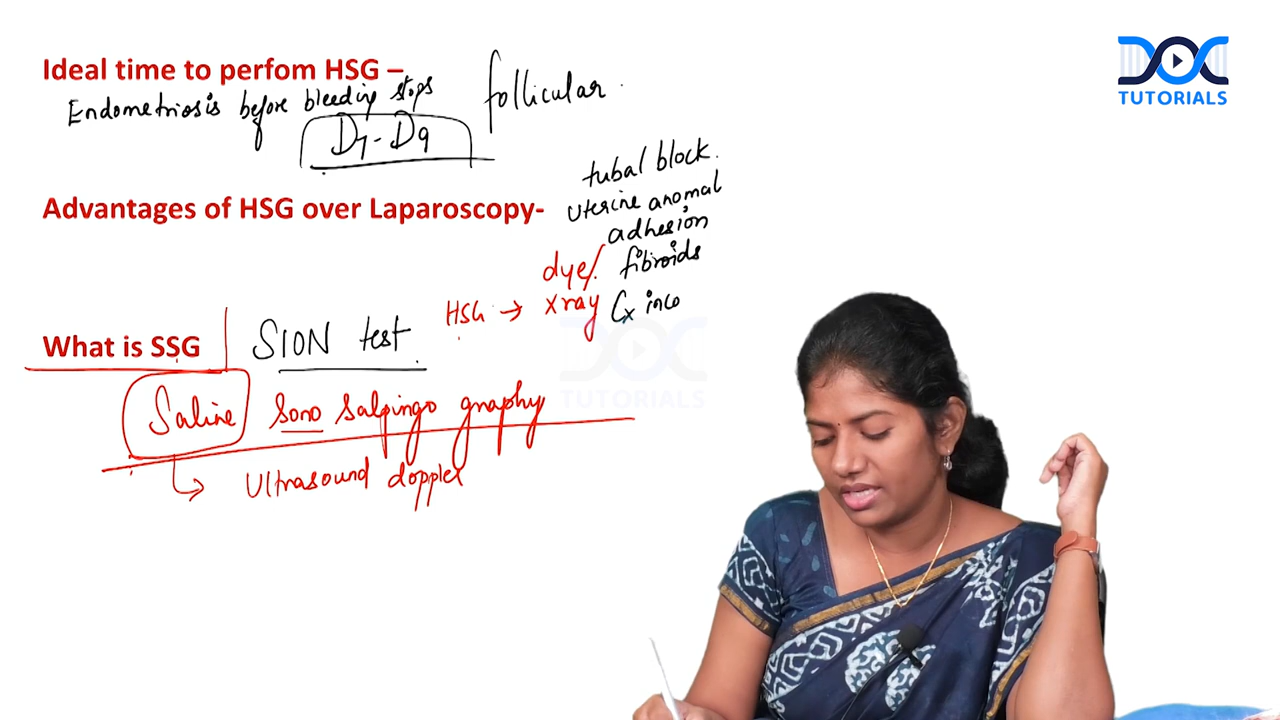 Ideal time to perfom HSG –
Endometriosis before bleeding stops
follicular
D7 - D9
tubal block.
Advantages of HSG over Laparoscopy-
uterine anomal
adhesion
fibroids
dye/
HSG → xray
Cx inco
What is SSG
SION test
Saline Sono Salpingo graphy
Ultrasound doppler
DOC
TUTORIALS
DOC
TUTORIALS